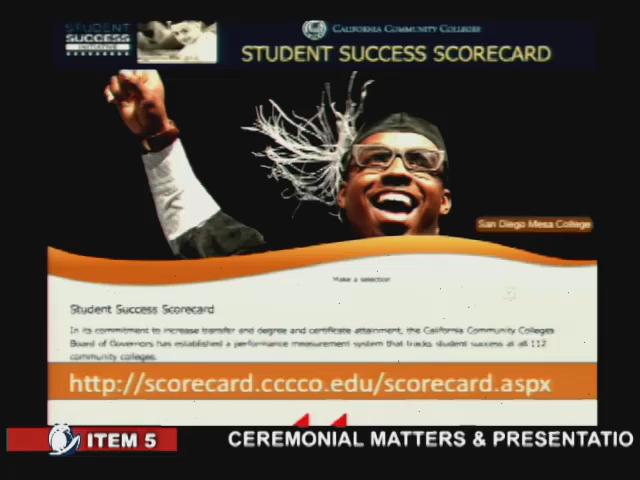 STUDENT
SUCCESS
INITIATIVE
CALIFORNIA COMMUNITY COLLEGES
STUDENT SUCCESS SCORECARD
San Diego Mesa College
Make a selection
Student Success Scorecard
In its commitment to increase transfer and degree and certificate attainment, the California Community Colleges
Board of Governors has established a performance measurement system that tracks student success at all 112
community colleges.
http://scorecard.cccco.edu/scorecard.aspx
ITEM 5
CEREMONIAL MATTERS & PRESENTATIO